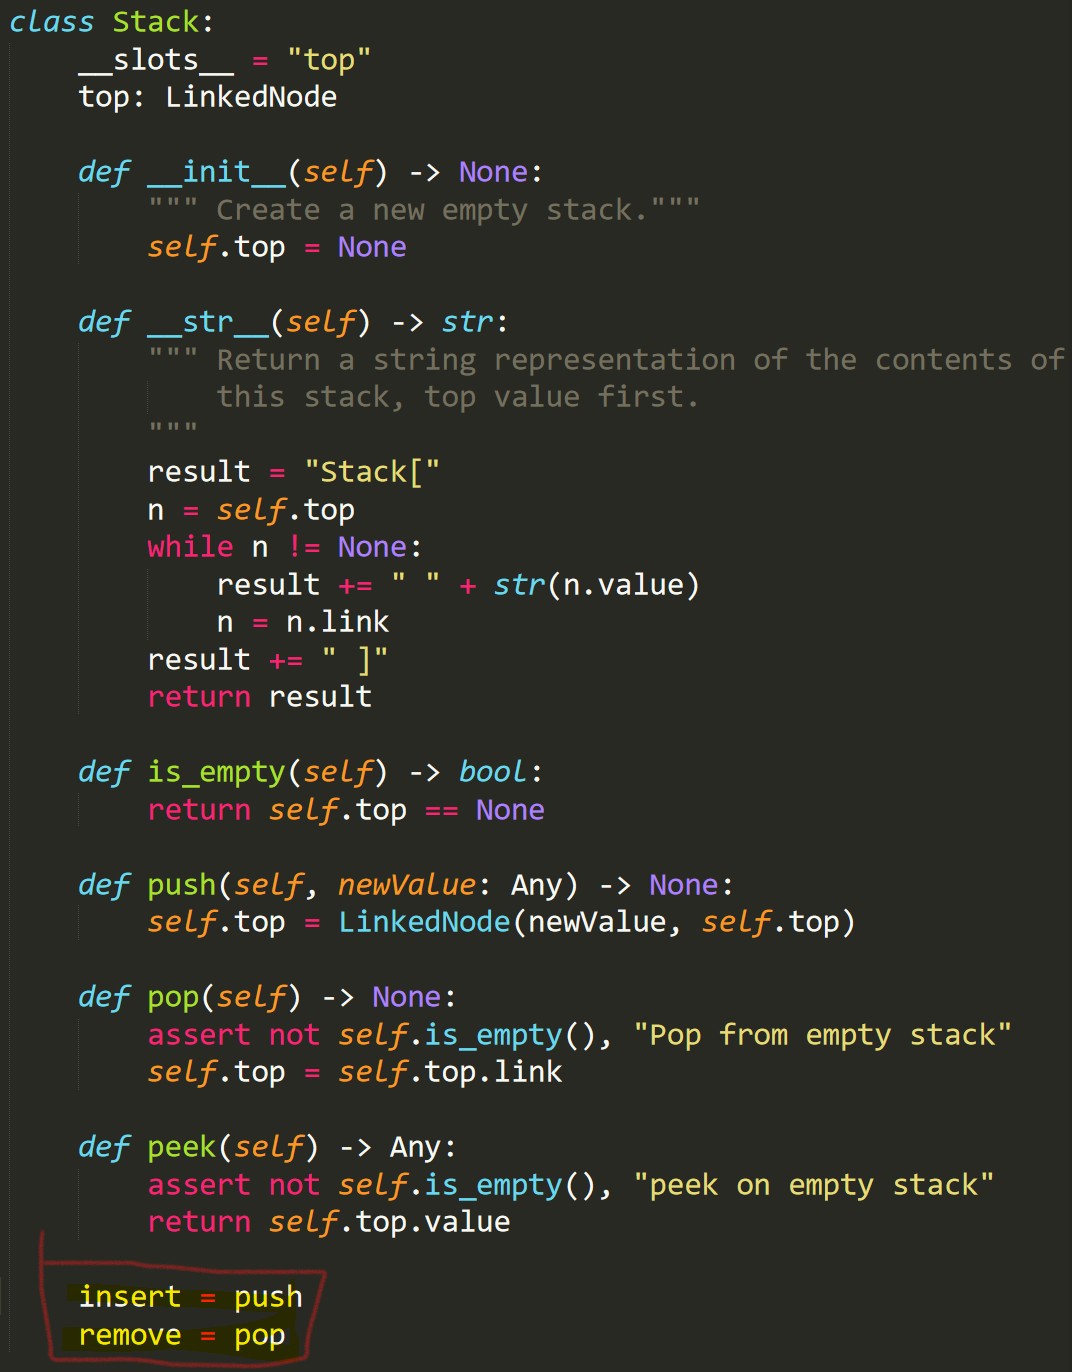 class Stack:
    __slots__ = "top"
    top: LinkedNode

    def __init__(self) -> None:
        """ Create a new empty stack."""
        self.top = None

    def __str__(self) -> str:
        """ Return a string representation of the contents of
            this stack, top value first.
        """
        result = "Stack["
        n = self.top
        while n != None:
            result += " " + str(n.value)
            n = n.link
        result += " ]"
        return result

    def is_empty(self) -> bool:
        return self.top == None

    def push(self, newValue: Any) -> None:
        self.top = LinkedNode(newValue, self.top)

    def pop(self) -> None:
        assert not self.is_empty(), "Pop from empty stack"
        self.top = self.top.link

    def peek(self) -> Any:
        assert not self.is_empty(), "peek on empty stack"
        return self.top.value

    insert = push
    remove = pop